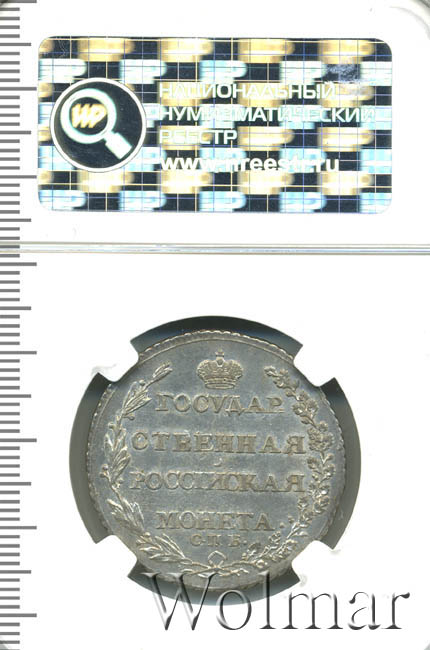 НАЦИОНАЛЬНЫЙ
НУМИЗМАТИЧЕСКИЙ
РЕЕСТР
www.nreestr.ru
ГОСУДАР
СТВЕННАЯ
РОССІЙСКАЯ
МОНЕТА
С.П.Б.
Wolmar